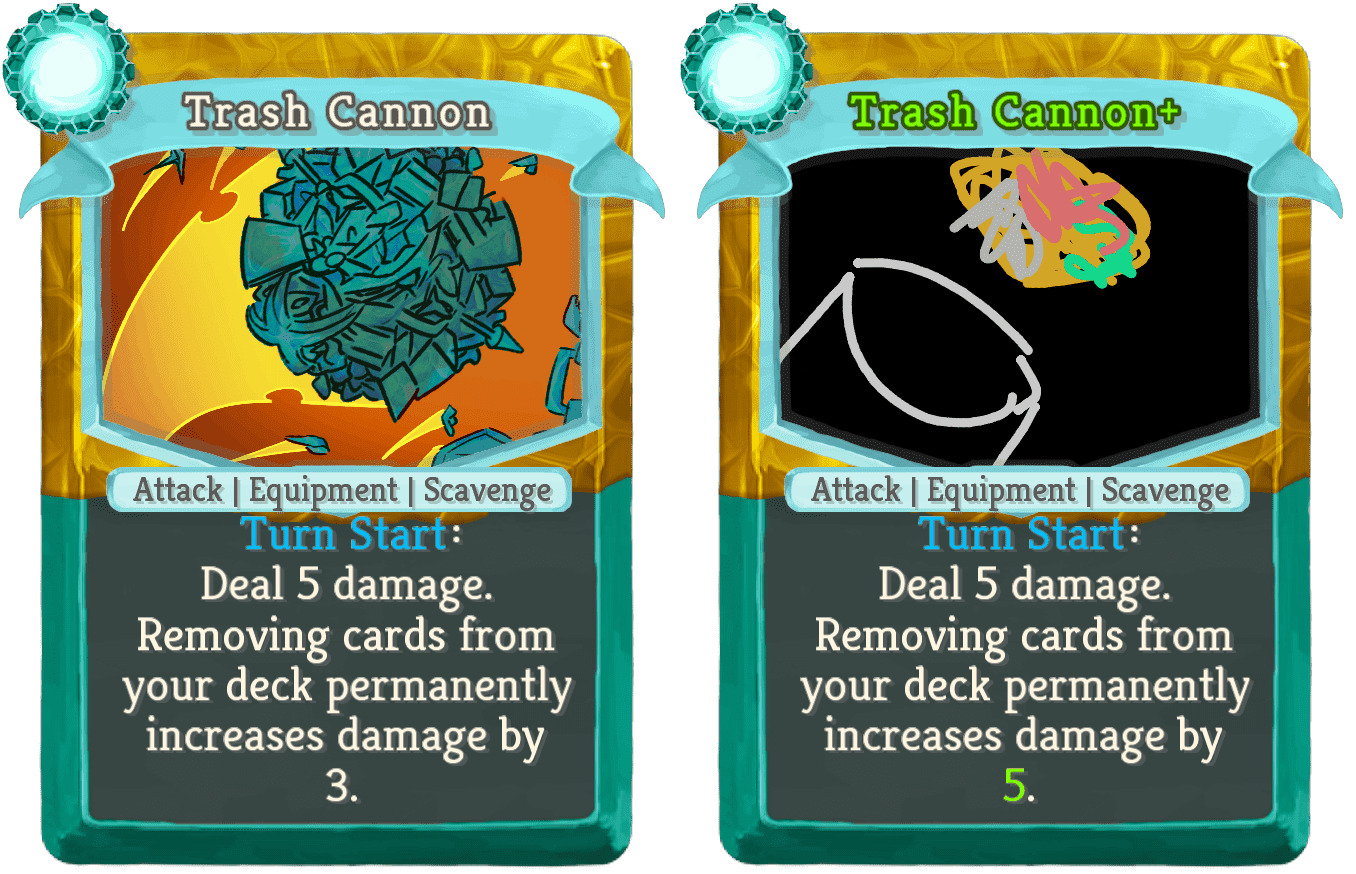 Trash Cannon
Attack | Equipment | Scavenge
Turn Start:
Deal 5 damage.
Removing cards from
your deck permanently
increases damage by
3.
Trash Cannon+
Attack | Equipment | Scavenge
Turn Start:
Deal 5 damage.
Removing cards from
your deck permanently
increases damage by
5.